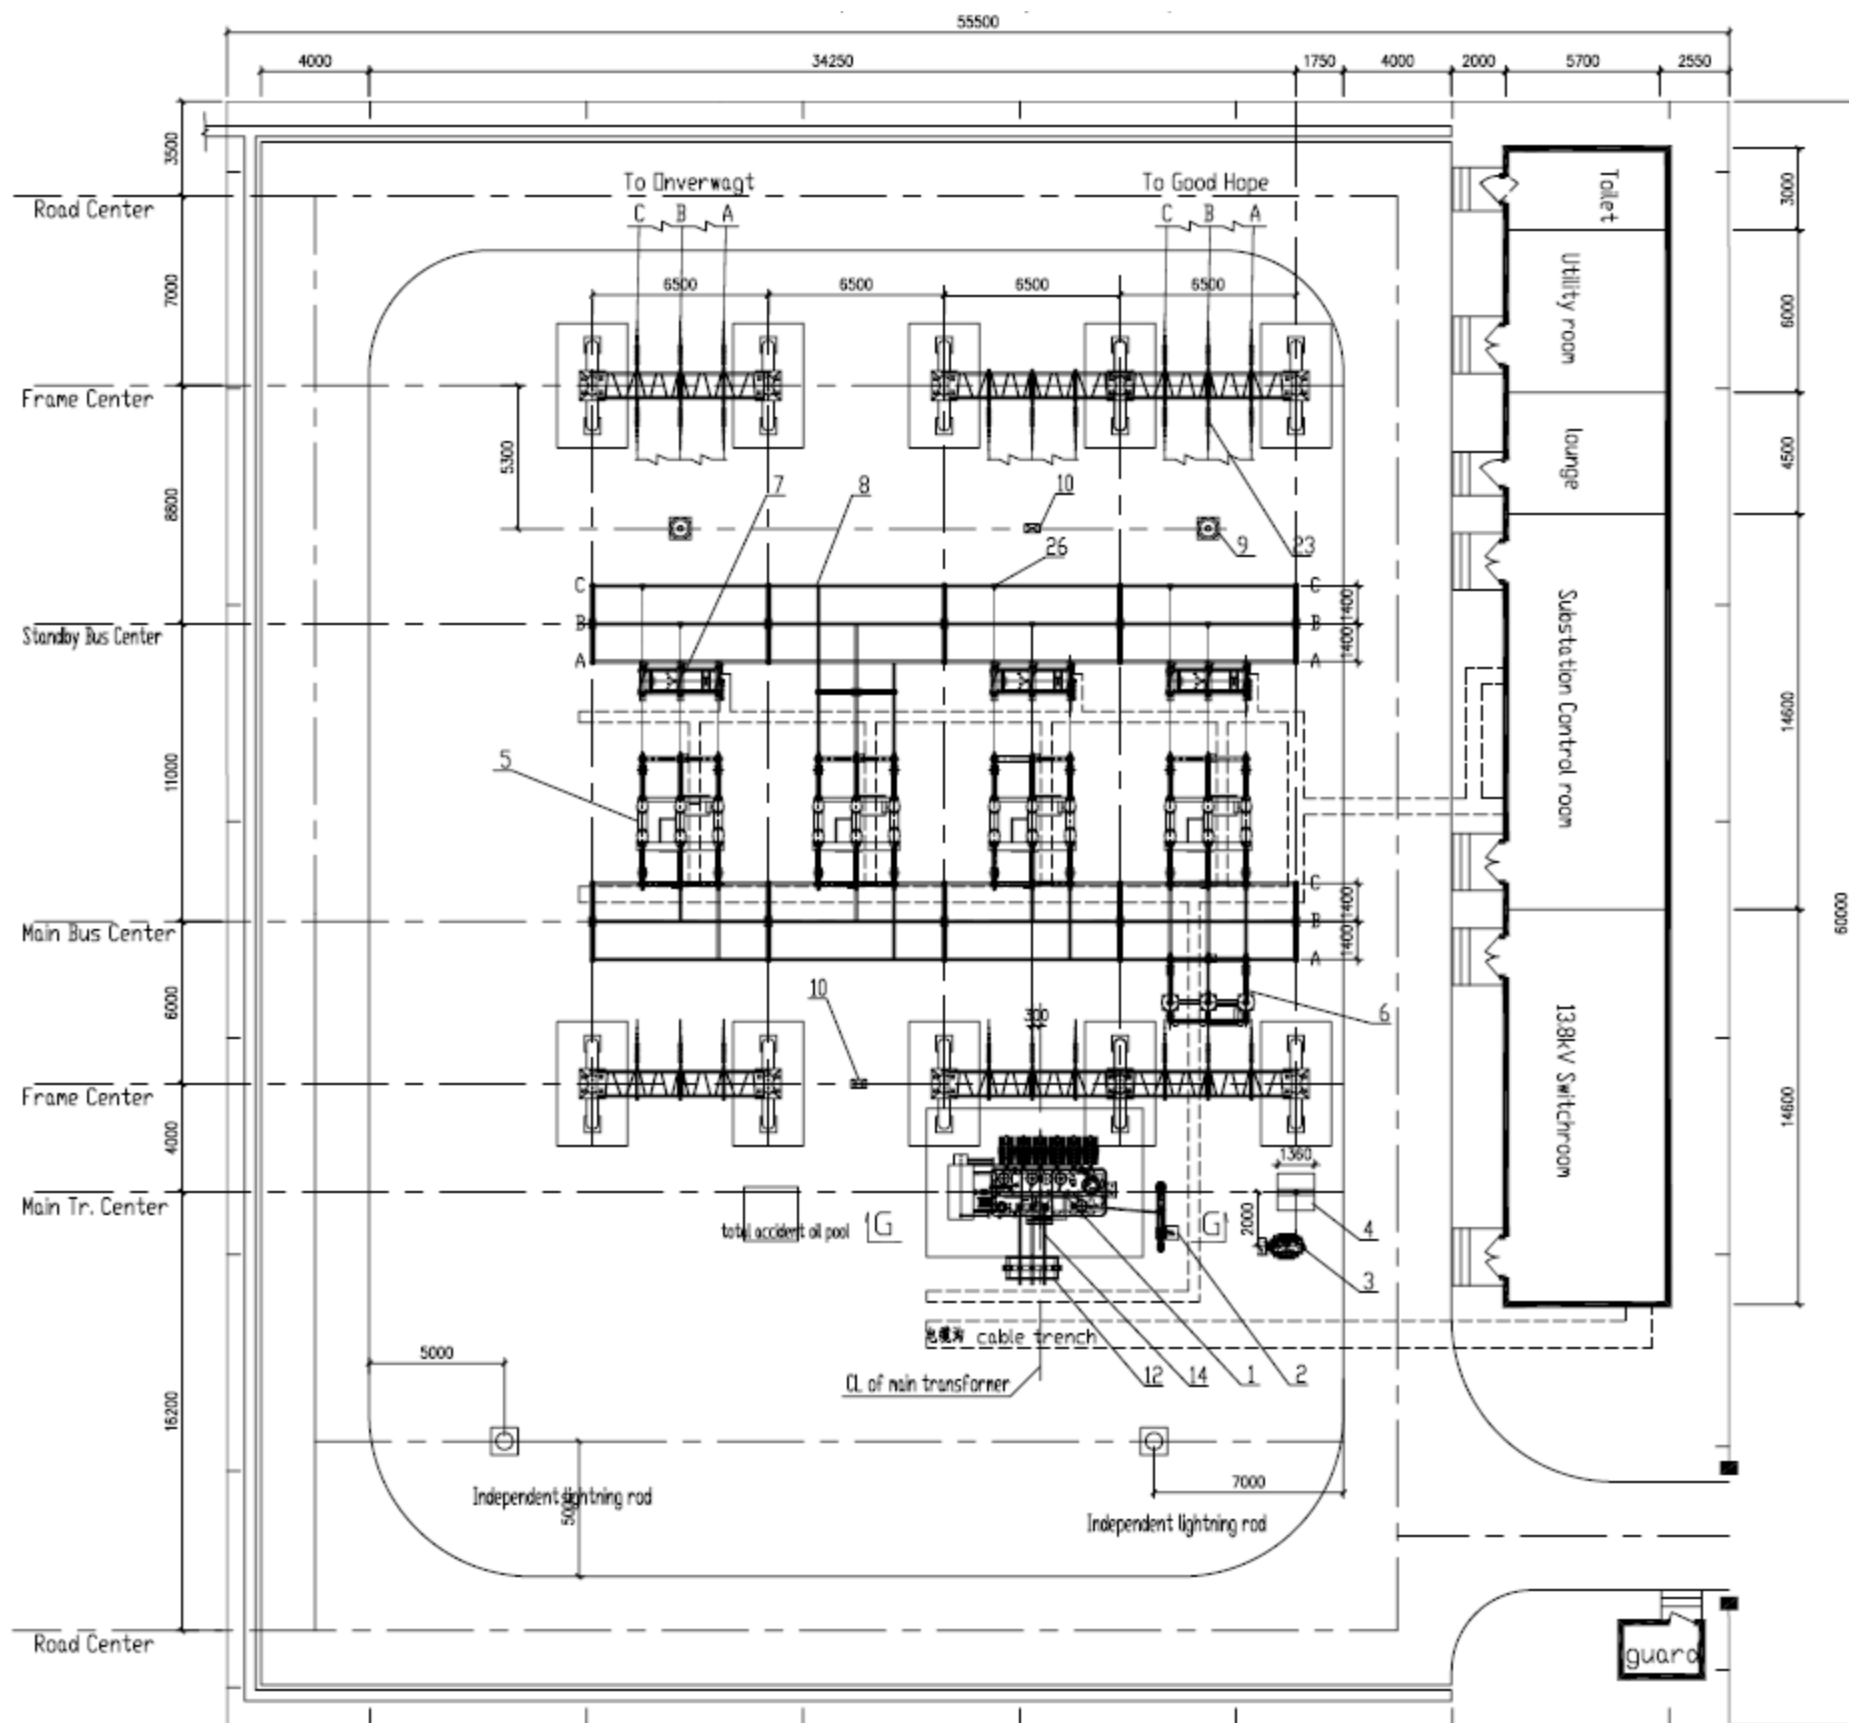 55500
4000 34250 1750 4000 2000 5700 2550
3500
To Onverwagt To Good Hope
Toilet
3000
Road Center
C B A C B A
7000
6500 6500 6500 6500
Utility room
6000
Frame Center
5300
lounge
4500
8800
7 8 10
26 9 23
C C
1400
Standby Bus Center
B B
1400
A A
Substation Control room
14600
11000
5
60000
C
1400
Main Bus Center
B
1400
A
6000
10
300
6
13.8kV Switchroom
14600
Frame Center
4000
1360
Main Tr. Center
total accident oil pool
G G
2000
4
3
电缆沟 cable trench
5000
CL of main transformer
12 14 1 2
16200
7000
Independent lightning rod
500
Independent lightning rod
Road Center
guard